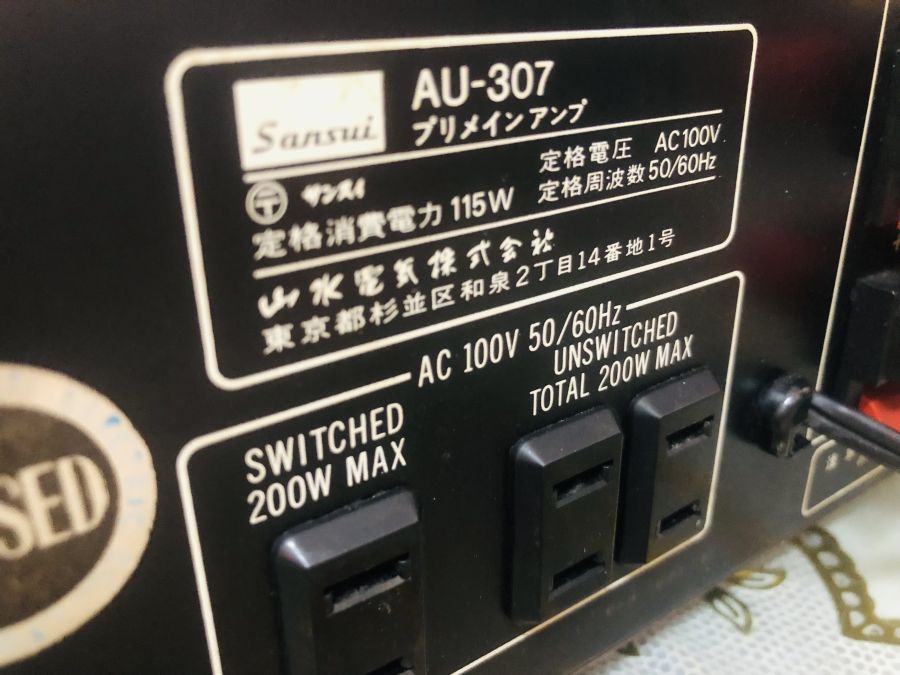 Sansui
AU-307
プリメインアンプ
サンスイ
定格電圧 AC100V
定格消費電力 115W
定格周波数 50/60Hz
山水電気株式会社
東京都杉並区和泉2丁目14番地1号
AC 100V 50/60Hz
SWITCHED
200W MAX
UNSWITCHED
TOTAL 200W MAX
SED